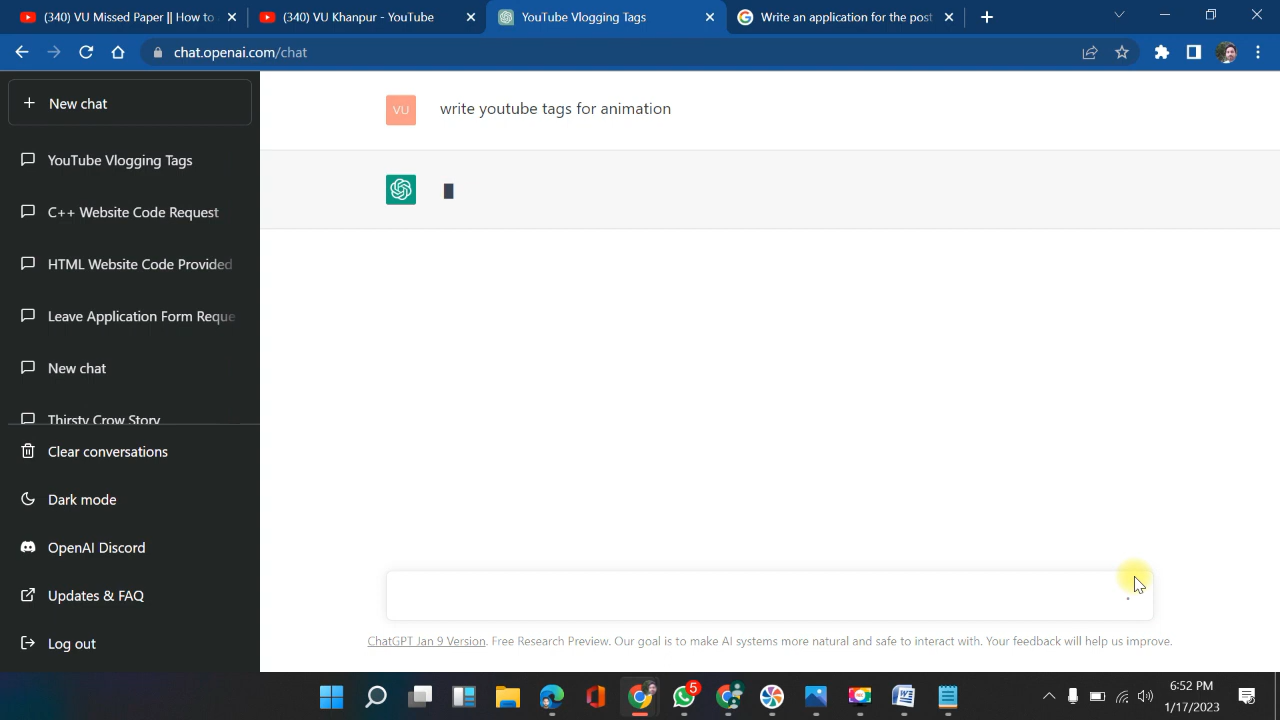 (340) VU Missed Paper || How to
(340) VU Khanpur - YouTube
YouTube Vlogging Tags
Write an application for the post
chat.openai.com/chat
New chat
YouTube Vlogging Tags
C++ Website Code Request
HTML Website Code Provided
Leave Application Form Reque
New chat
Thirsty Crow Story
Clear conversations
Dark mode
OpenAI Discord
Updates & FAQ
Log out
VU
write youtube tags for animation
ChatGPT Jan 9 Version. Free Research Preview. Our goal is to make AI systems more natural and safe to interact with. Your feedback will help us improve.
5
6:52 PM
1/17/2023